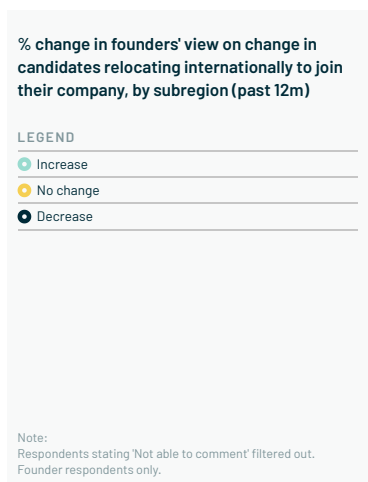 % change in founders' view on change in
candidates relocating internationally to join
their company, by subregion (past 12m)
LEGEND
Increase
No change
Decrease
Note:
Respondents stating 'Not able to comment' filtered out.
Founder respondents only.